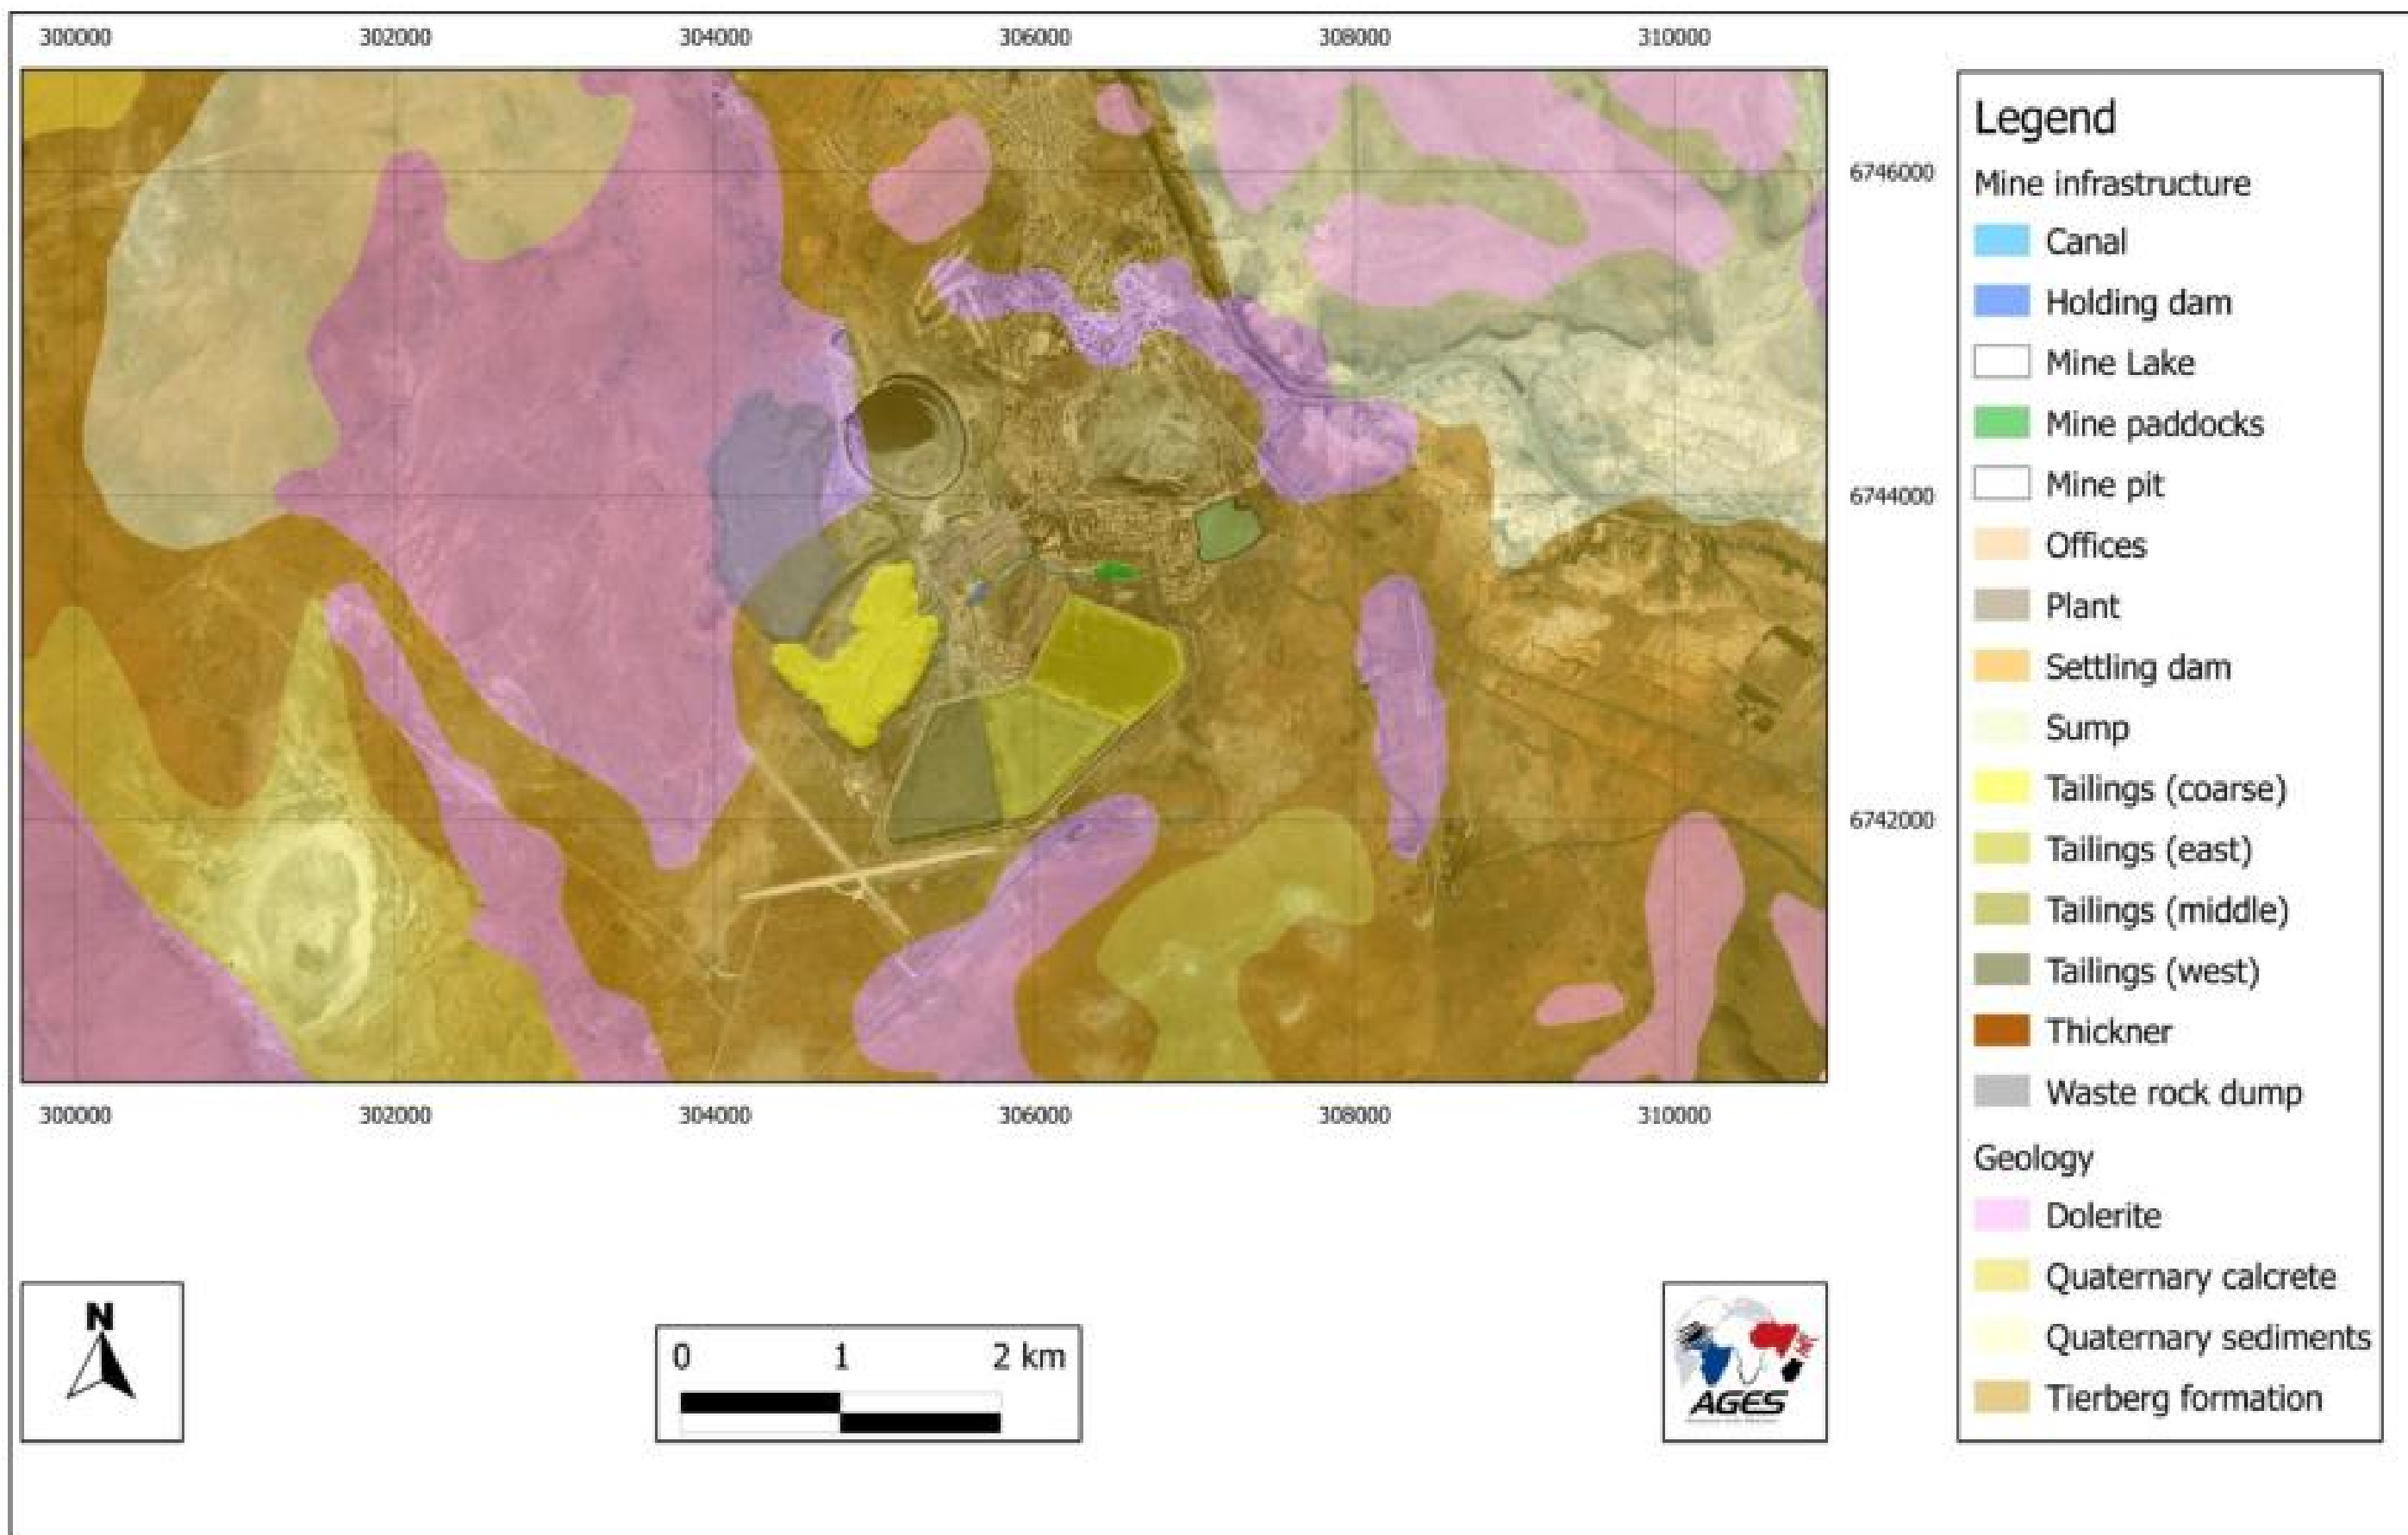 300000 302000 304000 306000 308000 310000
6746000
6744000
6742000
300000 302000 304000 306000 308000 310000
N
0 1 2 km
AGES
Legend
Mine infrastructure
Canal
Holding dam
Mine Lake
Mine paddocks
Mine pit
Offices
Plant
Settling dam
Sump
Tailings (coarse)
Tailings (east)
Tailings (middle)
Tailings (west)
Thickner
Waste rock dump
Geology
Dolerite
Quaternary calcrete
Quaternary sediments
Tierberg formation